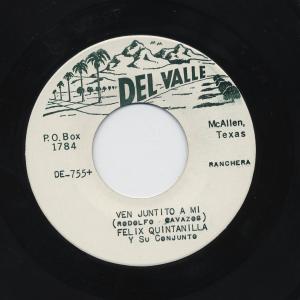 DEL VALLE
P.O. Box
1784
McAllen,
Texas
RANCHERA
DE-755+
VEN JUNTITO A MI
(RODOLFO CAVAZOS)
FELIX QUINTANILLA
Y SU CONJUNTO